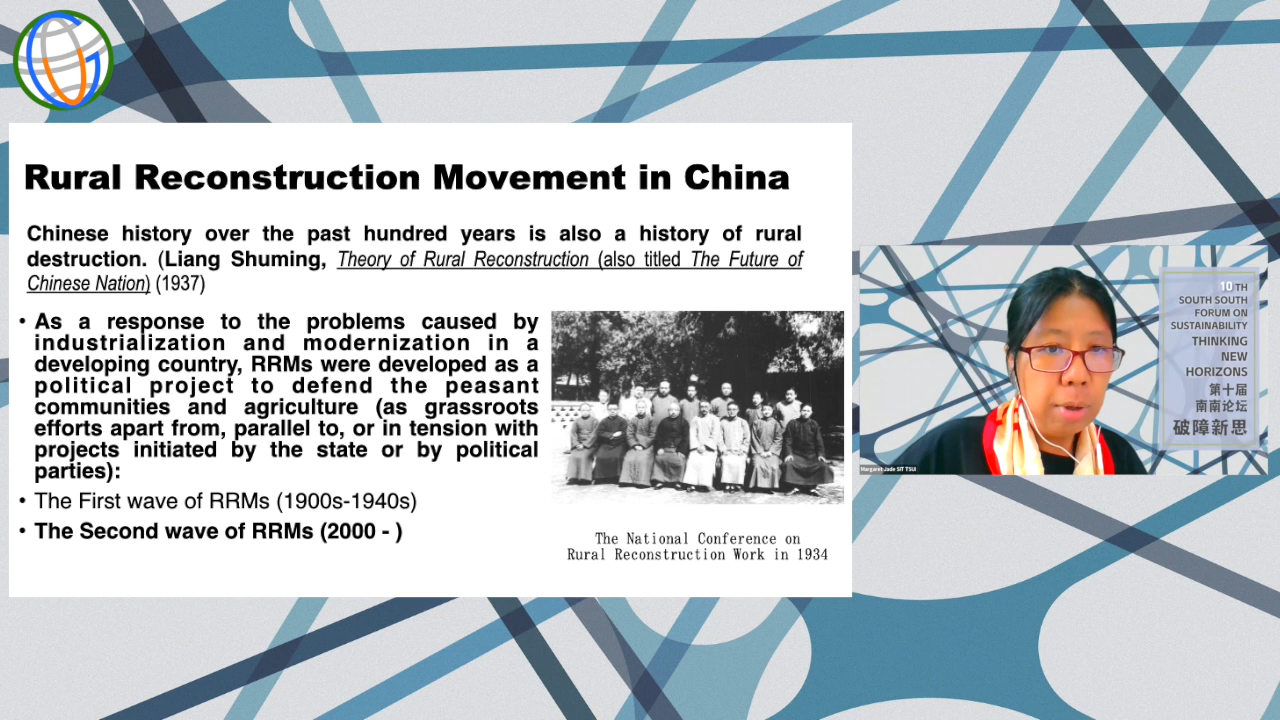 Rural Reconstruction Movement in China
Chinese history over the past hundred years is also a history of rural
destruction. (Liang Shuming, Theory of Rural Reconstruction (also titled The Future of
Chinese Nation) (1937)
• As a response to the problems caused by
industrialization and modernization in a
developing country, RRMs were developed as a
political project to defend the peasant
communities and agriculture (as grassroots
efforts apart from, parallel to, or in tension with
projects initiated by the state or by political
parties):
• The First wave of RRMs (1900s-1940s)
• The Second wave of RRMs (2000 - )
The National Conference on
Rural Reconstruction Work in 1934
10 TH
SOUTH SOUTH
FORUM ON
SUSTAINABILITY
THINKING
NEW
HORIZONS
第十届
南南论坛
破障新思
Margaret Jade SIT TSUI